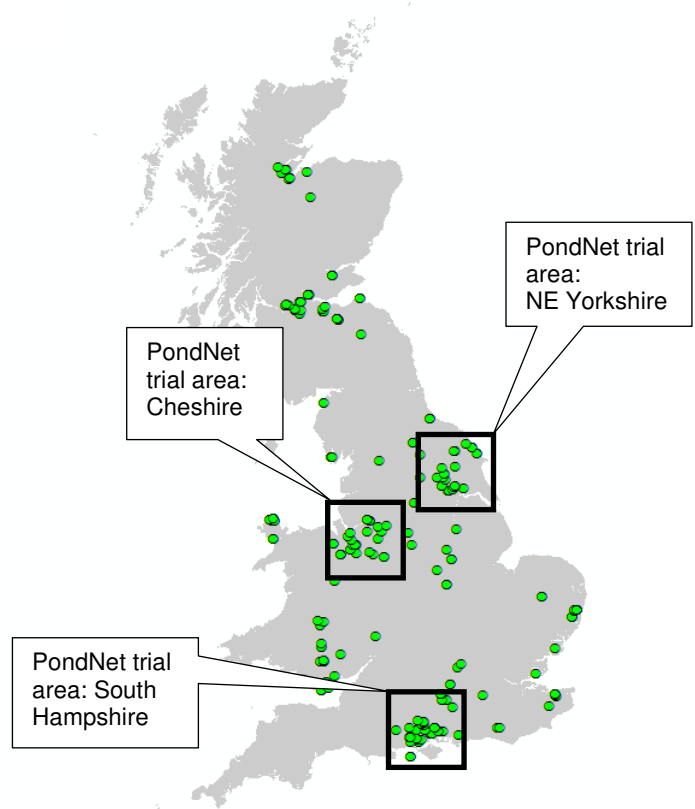 PondNet trial
area:
NE Yorkshire
PondNet
trial area:
Cheshire
PondNet trial
area: South
Hampshire